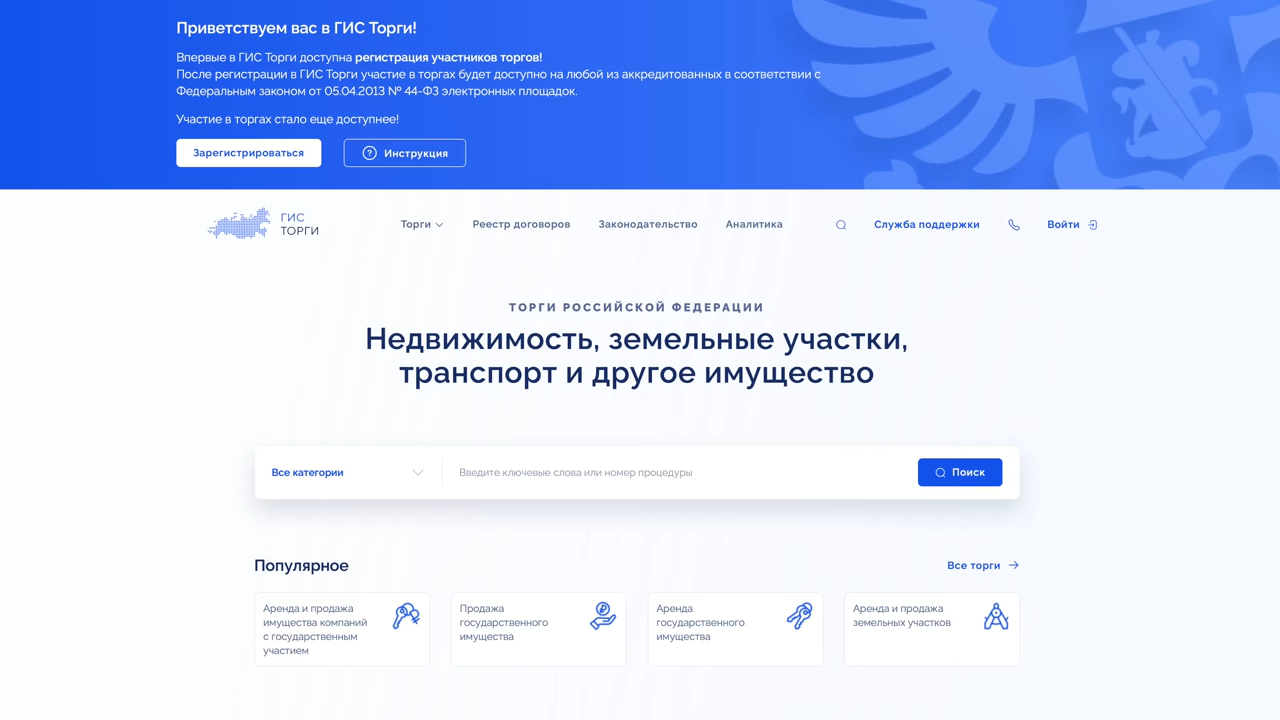 Приветствуем вас в ГИС Торги!
Впервые в ГИС Торги доступна регистрация участников торгов!
После регистрации в ГИС Торги участие в торгах будет доступно на любой из аккредитованных в соответствии с
Федеральным законом от 05.04.2013 № 44-ФЗ электронных площадок.
Участие в торгах стало еще доступнее!
Зарегистрироваться
? Инструкция
ГИС
ТОРГИ
Торги
Реестр договоров
Законодательство
Аналитика
Служба поддержки
Войти
ТОРГИ РОССИЙСКОЙ ФЕДЕРАЦИИ
Недвижимость, земельные участки,
транспорт и другое имущество
Все категории
Введите ключевые слова или номер процедуры
Поиск
Популярное
Все торги
Аренда и продажа
имущества компаний
с государственным
участием
Продажа
государственного
имущества
Аренда
государственного
имущества
Аренда и продажа
земельных участков